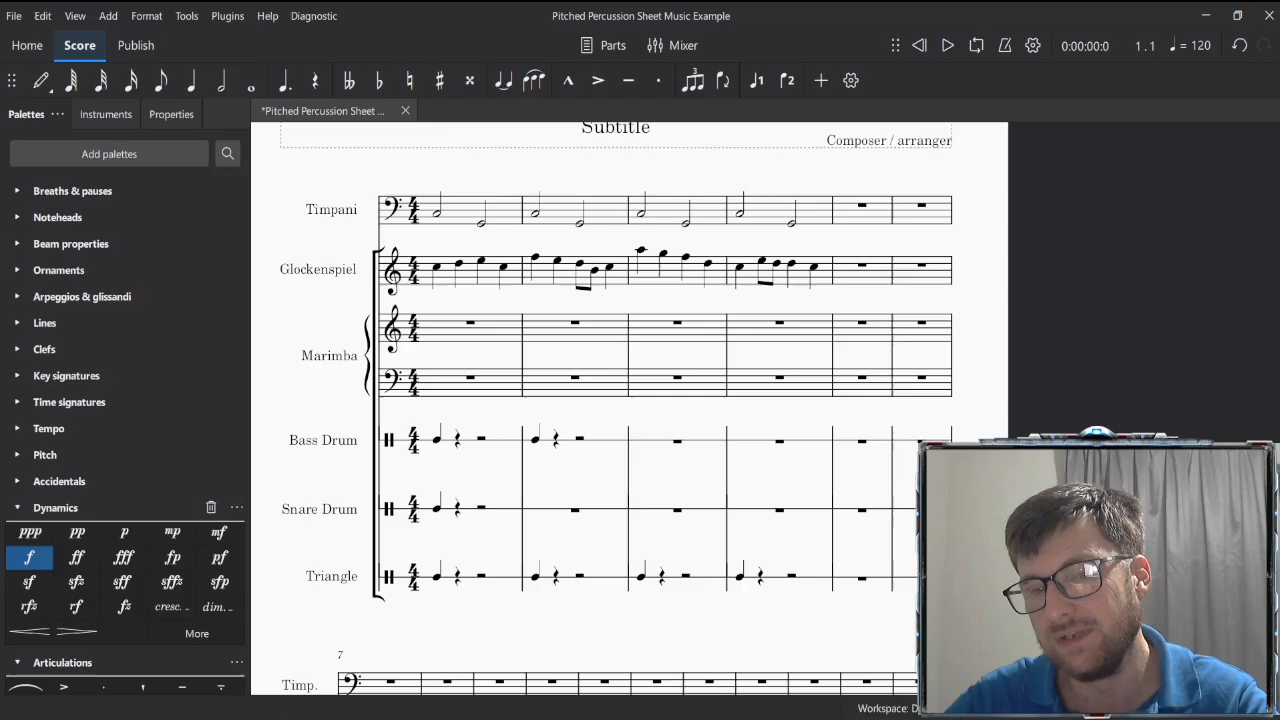 File Edit View Add Format Tools Plugins Help Diagnostic Pitched Percussion Sheet Music Example
Home Score Publish Parts Mixer 0:00:00:0 1.1 = 120
Palettes Instruments Properties *Pitched Percussion Sheet ...
Subtitle
Composer / arranger
Add palettes
Breaths & pauses
Noteheads
Beam properties
Ornaments
Arpeggios & glissandi
Lines
Clefs
Key signatures
Time signatures
Tempo
Pitch
Accidentals
Dynamics
ppp pp p mp mf
f ff fff fp pf
sf sfz sff sffz sfp
rfz rf fz cresc. _ dim. _
More
Articulations
Timpani
Glockenspiel
Marimba
Bass Drum
Snare Drum
Triangle
7
Timp.
Workspace: D